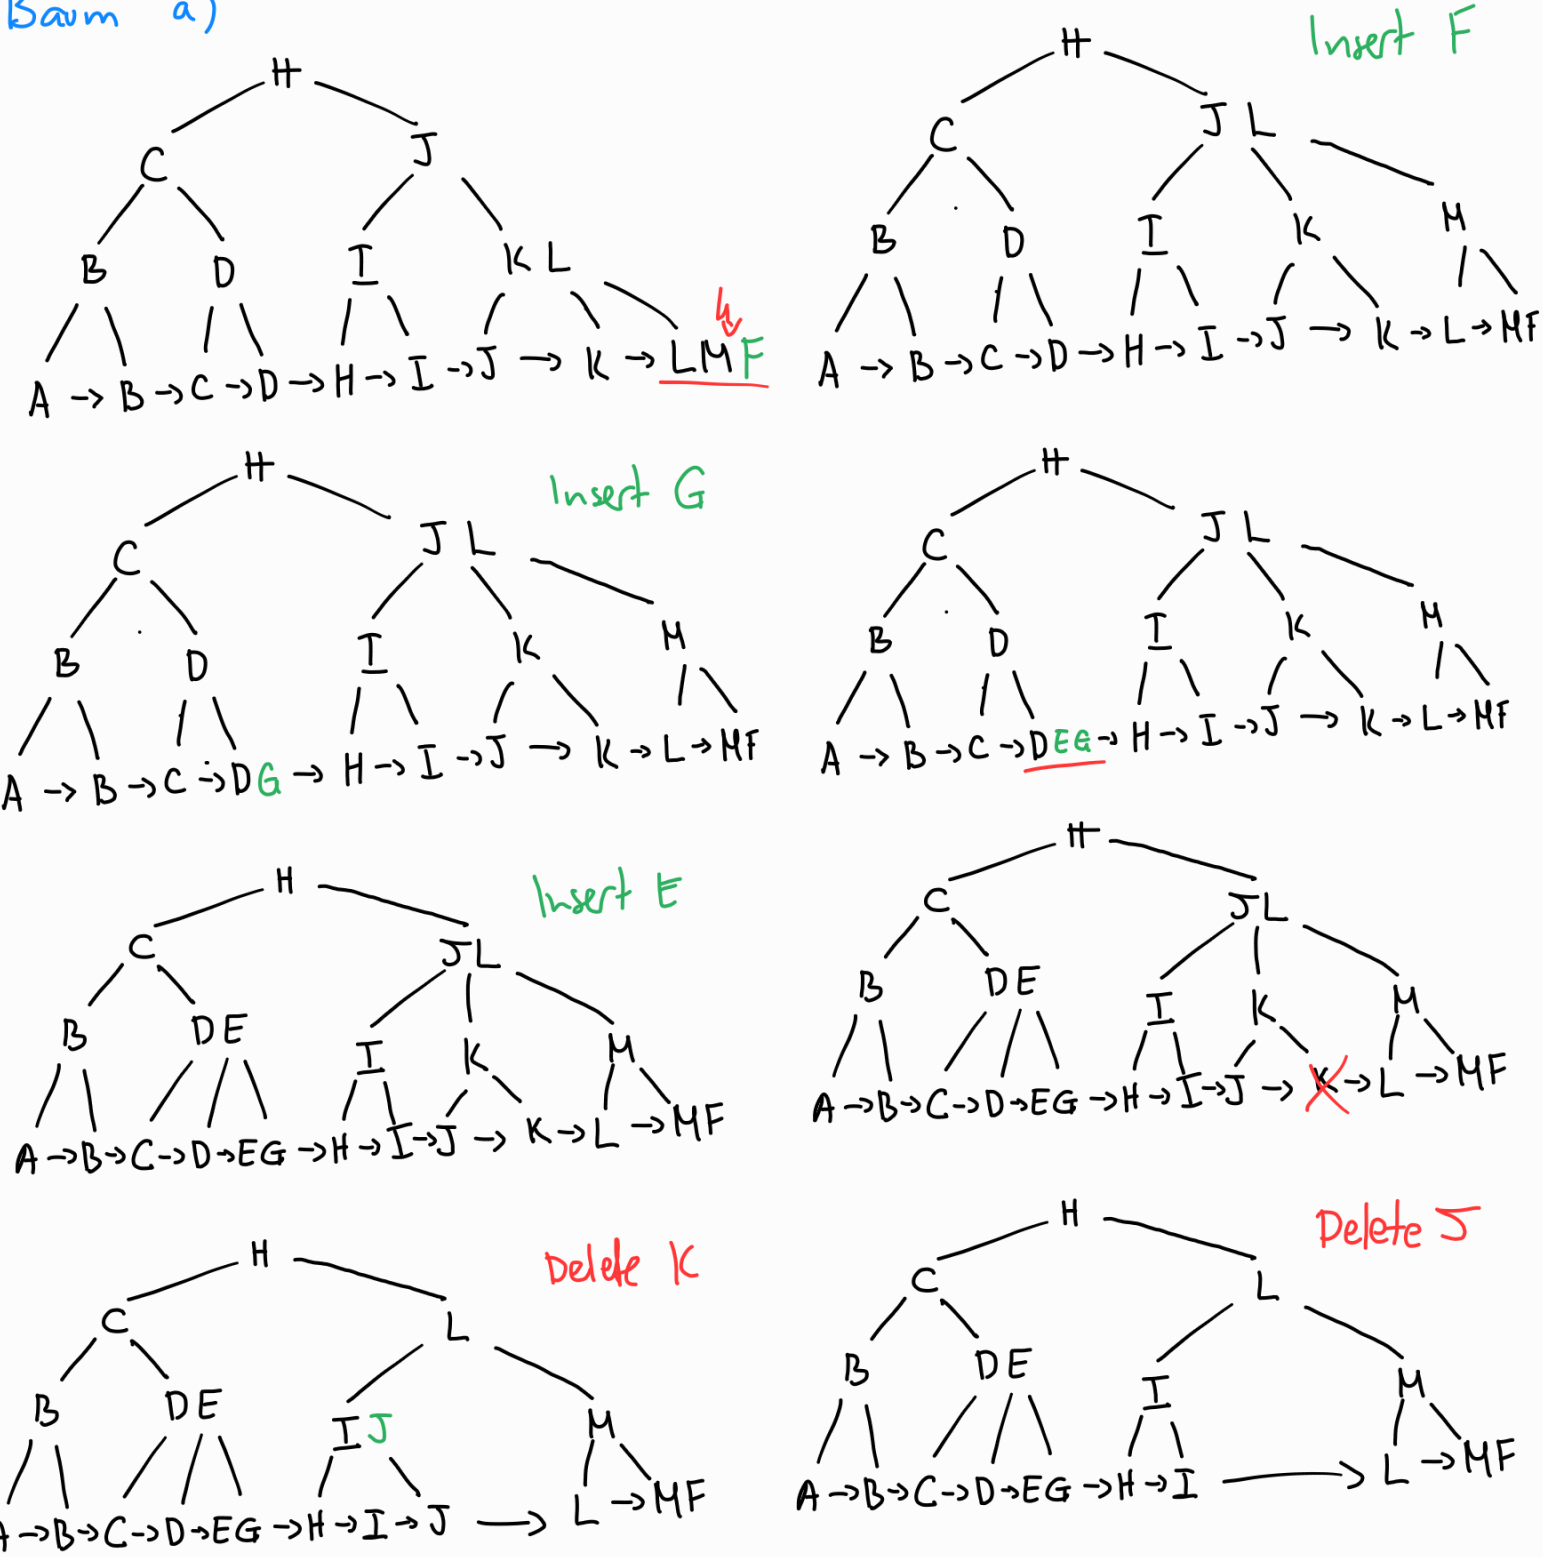 Baum a)
H
C J
B D I K L
A → B → C → D → H → I → J → K → L M F
Insert F
H
C J L
B D I K M
A → B → C → D → H → I → J → K → L → M F
Insert G
H
C J L
B D I K M
A → B → C → D G → H → I → J → K → L → M F
H
C J L
B D I K M
A → B → C → D E G → H → I → J → K → L → M F
Insert E
H
C J L
B D E I K M
A → B → C → D → E G → H → I → J → K → L → M F
H
C J L
B D E I K M
A → B → C → D → E G → H → I → J → K → L → M F
Delete K
H
C L
B D E I J M
A → B → C → D → E G → H → I → J → L → M F
Delete J
H
C L
B D E I M
A → B → C → D → E G → H → I → L → M F